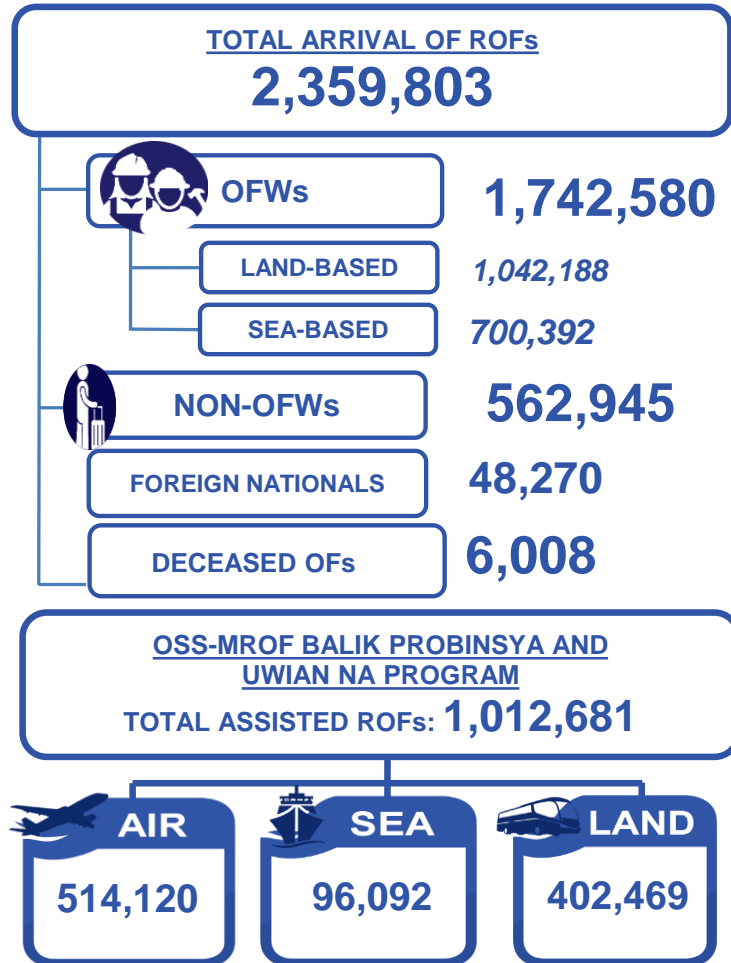 TOTAL ARRIVAL OF ROFs
2,359,803
OFWs 1,742,580
LAND-BASED 1,042,188
SEA-BASED 700,392
NON-OFWs 562,945
FOREIGN NATIONALS 48,270
DECEASED OFs 6,008
OSS-MROF BALIK PROBINSYA AND
UWIAN NA PROGRAM
TOTAL ASSISTED ROFs: 1,012,681
AIR SEA LAND
514,120 96,092 402,469